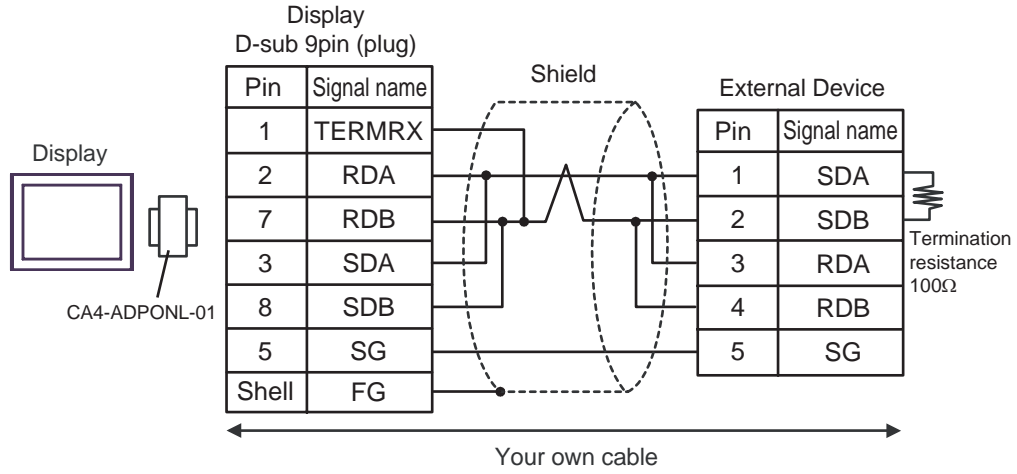 Display
D-sub 9pin (plug)
Shield
External Device
Display
CA4-ADPONL-01
Pin Signal name
1 TERMRX
2 RDA
7 RDB
3 SDA
8 SDB
5 SG
Shell FG
Pin Signal name
1 SDA
2 SDB
3 RDA
4 RDB
5 SG
Termination
resistance
100Ω
Your own cable